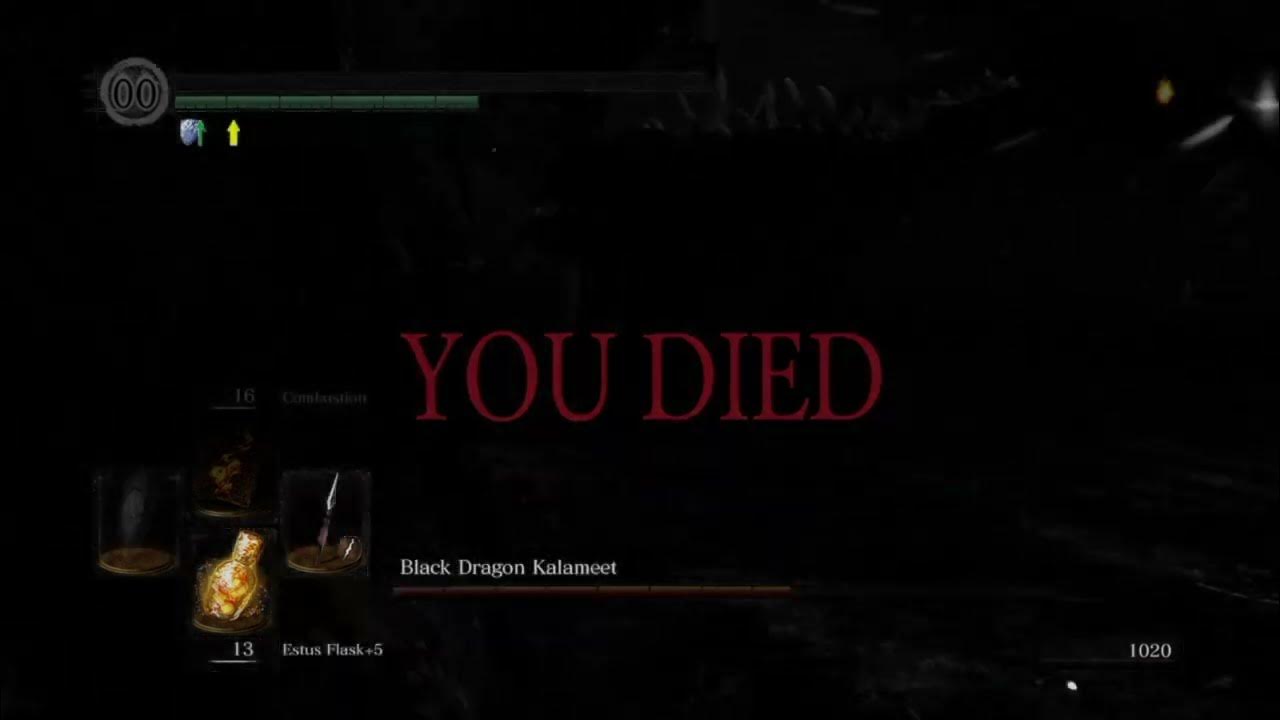 00
YOU DIED
16 Combustion
Black Dragon Kalameet
13 Estus Flask+5
1020